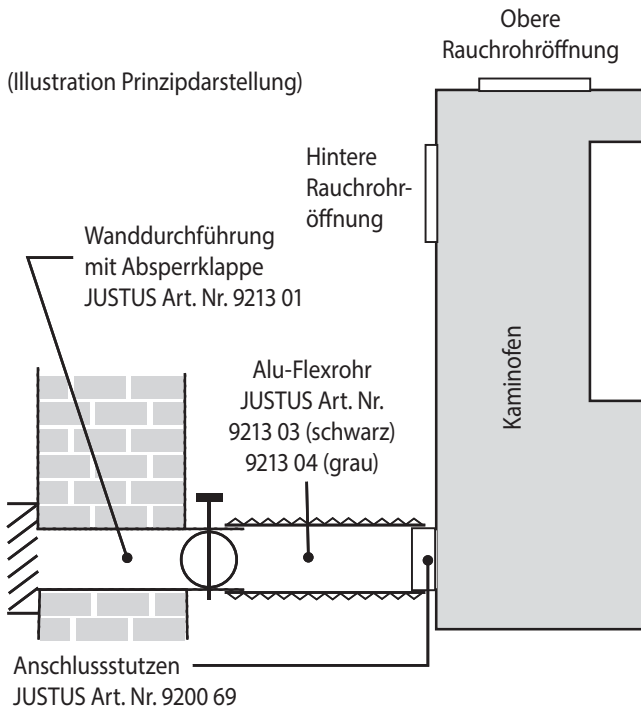 Obere
Rauchrohröffnung
(Illustration Prinzipdarstellung)
Hintere
Rauchrohr-
öffnung
Wanddurchführung
mit Absperrklappe
JUSTUS Art. Nr. 9213 01
Kaminofen
Alu-Flexrohr
JUSTUS Art. Nr.
9213 03 (schwarz)
9213 04 (grau)
Anschlussstutzen
JUSTUS Art. Nr. 9200 69